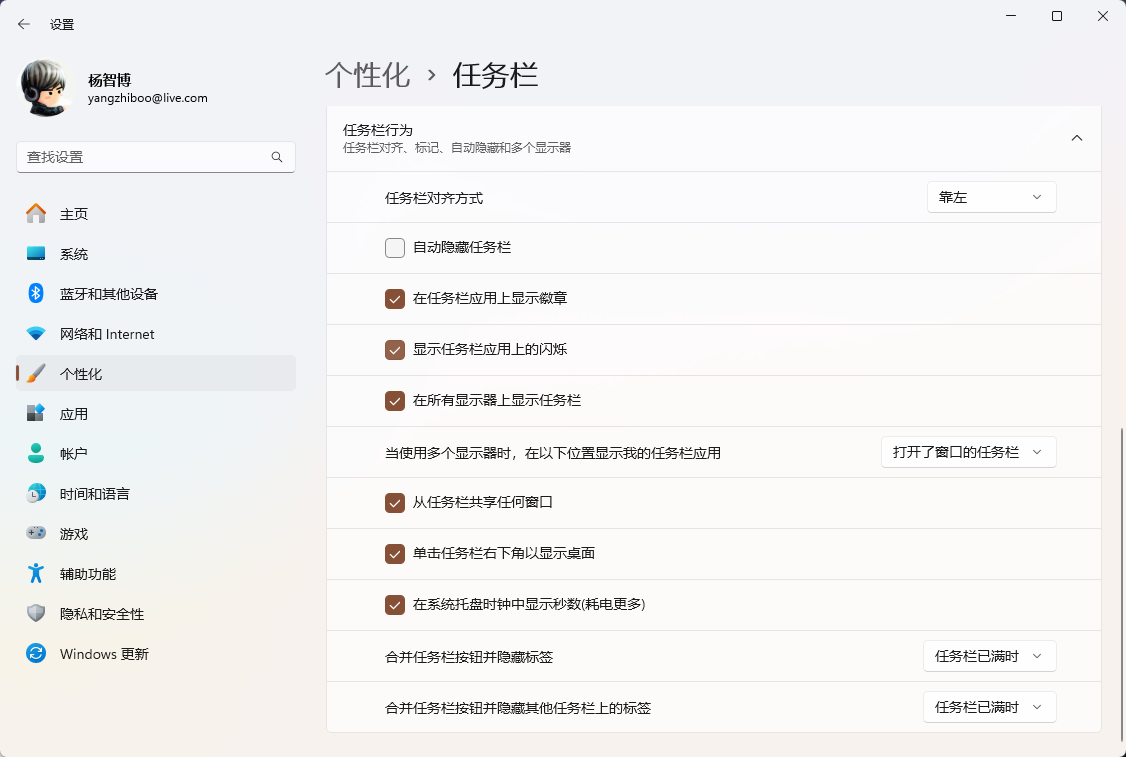 设置
杨智博
yangzhiboo@live.com
查找设置
主页
系统
蓝牙和其他设备
网络和 Internet
个性化
应用
帐户
时间和语言
游戏
辅助功能
隐私和安全性
Windows 更新
个性化 › 任务栏
任务栏行为
任务栏对齐、标记、自动隐藏和多个显示器
任务栏对齐方式 靠左
自动隐藏任务栏
在任务栏应用上显示徽章
显示任务栏应用上的闪烁
在所有显示器上显示任务栏
当使用多个显示器时，在以下位置显示我的任务栏应用 打开了窗口的任务栏
从任务栏共享任何窗口
单击任务栏右下角以显示桌面
在系统托盘时钟中显示秒数(耗电更多)
合并任务栏按钮并隐藏标签 任务栏已满时
合并任务栏按钮并隐藏其他任务栏上的标签 任务栏已满时